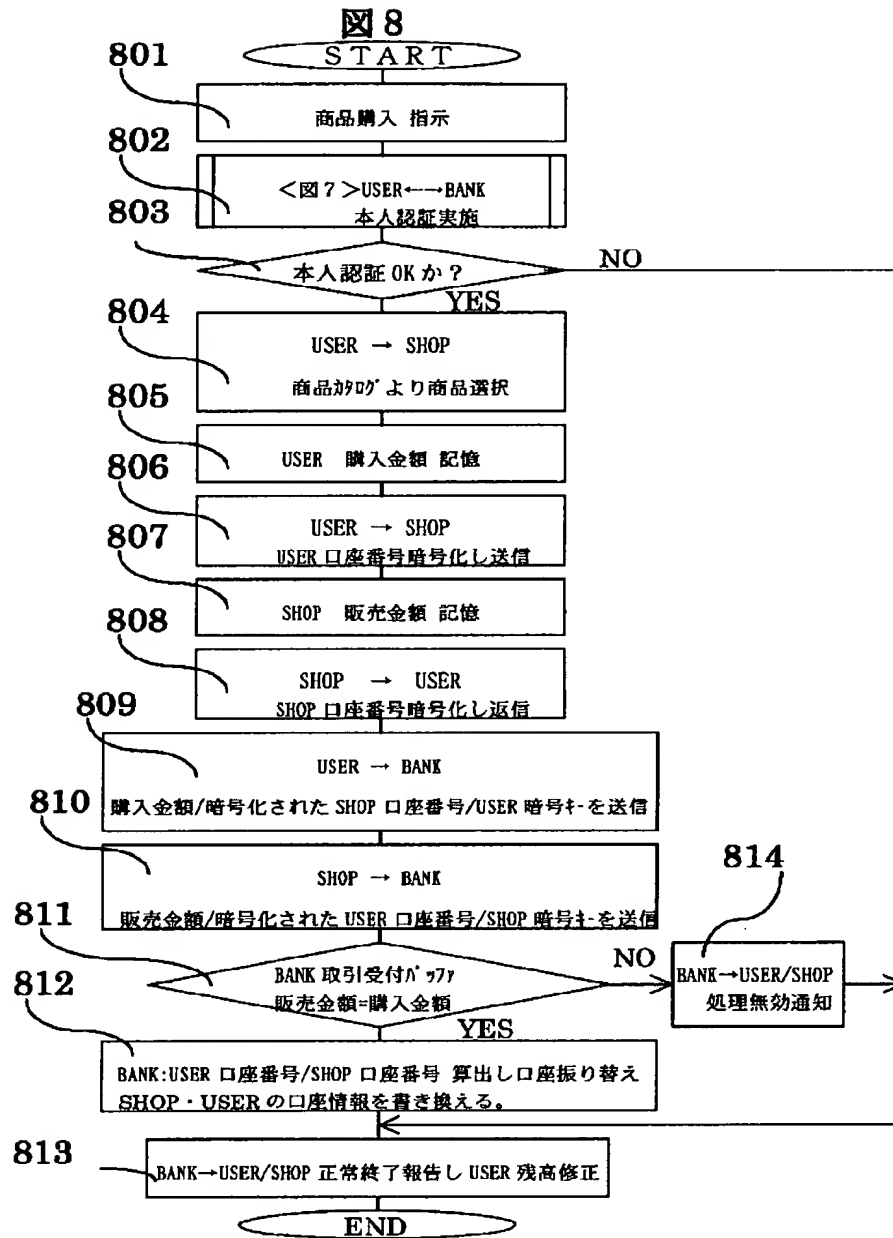 図8
START
801
商品購入 指示
802
<図7>USER←→BANK
本人認証実施
803
本人認証OKか?
NO
YES
804
USER → SHOP
商品ｶﾀﾛｸﾞより商品選択
805
USER 購入金額 記憶
806
USER → SHOP
USER 口座番号暗号化し送信
807
SHOP 販売金額 記憶
808
SHOP → USER
SHOP 口座番号暗号化し返信
809
USER → BANK
購入金額/暗号化された SHOP 口座番号/USER 暗号ｷｰを送信
810
SHOP → BANK
販売金額/暗号化された USER 口座番号/SHOP 暗号ｷｰを送信
811
BANK 取引受付ﾊﾞｯﾌｧ
販売金額=購入金額
NO
YES
814
BANK→USER/SHOP
処理無効通知
812
BANK:USER 口座番号/SHOP 口座番号 算出し口座振り替え
SHOP・USER の口座情報を書き換える。
813
BANK→USER/SHOP 正常終了報告し USER 残高修正
END